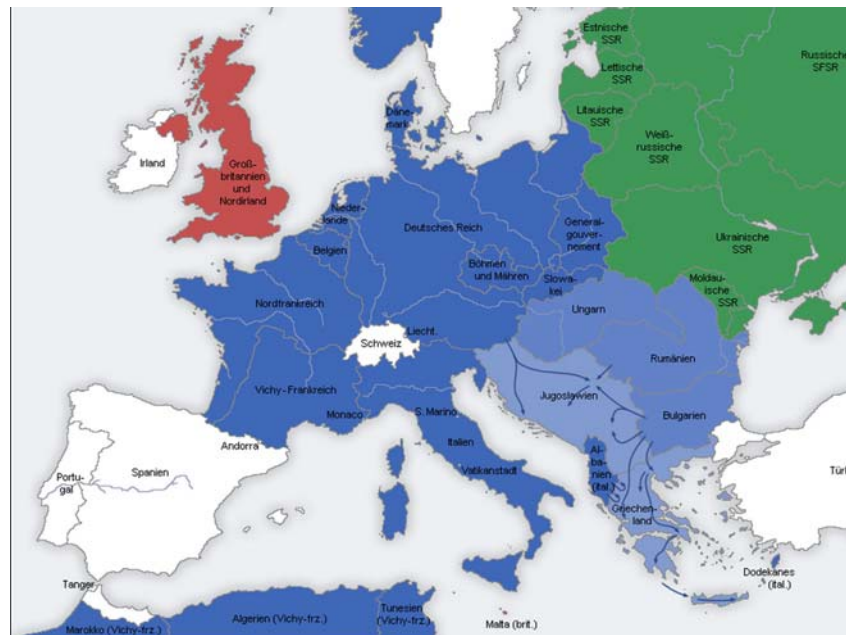 Estnische
SSR
Russische
SFSR
Lettische
SSR
Litauische
SSR
Weiß-
russische
SSR
Däne-
mark
Irland
Groß-
britannien
und
Nordirland
Nieder-
lande
Deutsches Reich
General-
gouver-
nement
Ukrainische
SSR
Belgien
Böhmen
und Mähren
Slowa-
kei
Moldau-
ische
SSR
Nordfrankreich
Ungarn
Liecht.
Schweiz
Rumänien
Vichy-Frankreich
Jugoslawien
Monaco
S. Marino
Bulgarien
Andorra
Italien
Spanien
Portu-
gal
Vatikanstadt
Al-
ba-
nien
(ital.)
Türk
Griechen-
land
Dodekanes
(ital.)
Tanger
Algerien (Vichy-frz.)
Tunesien
(Vichy-frz.)
Malta (brit.)
Marokko (Vichy-frz.)